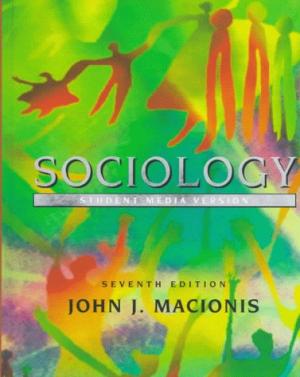 SOCIOLOGY
STUDENT MEDIA VERSION
SEVENTH EDITION
JOHN J. MACIONIS